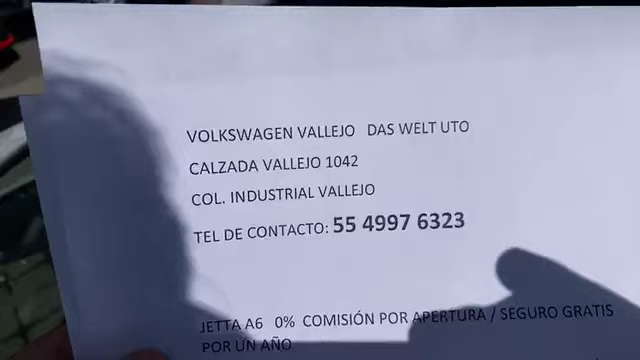 VOLKSWAGEN VALLEJO DAS WELT UTO
CALZADA VALLEJO 1042
COL. INDUSTRIAL VALLEJO
TEL DE CONTACTO: 55 4997 6323
JETTA A6 0% COMISIÓN POR APERTURA / SEGURO GRATIS
POR UN AÑO